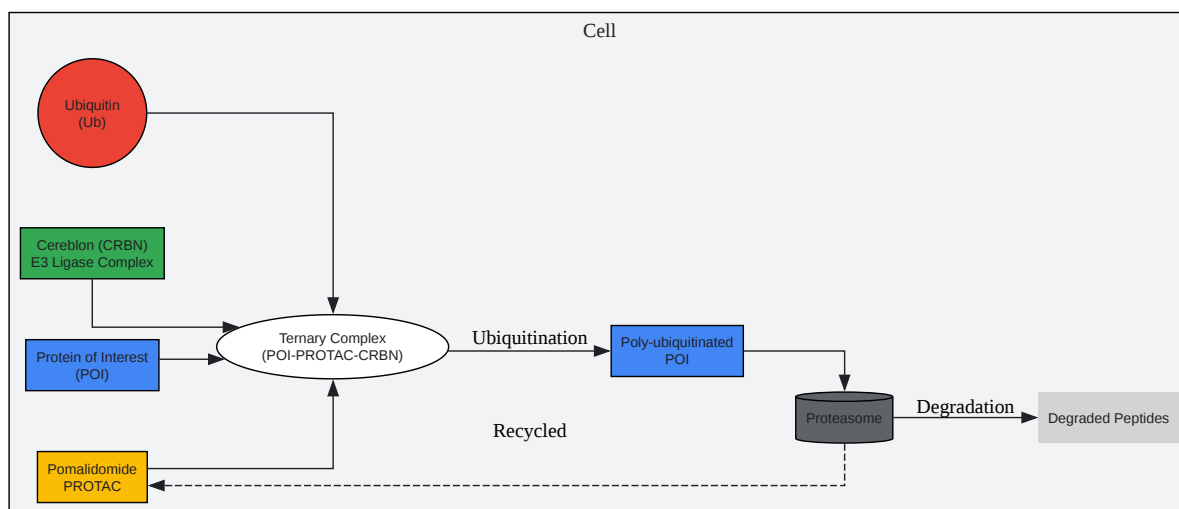 Cell
Ubiquitin
(Ub)
Cereblon (CRBN)
E3 Ligase Complex
Protein of Interest
(POI)
Pomalidomide
PROTAC
Ternary Complex
(POI-PROTAC-CRBN)
Ubiquitination
Poly-ubiquitinated
POI
Recycled
Proteasome
Degradation
Degraded Peptides